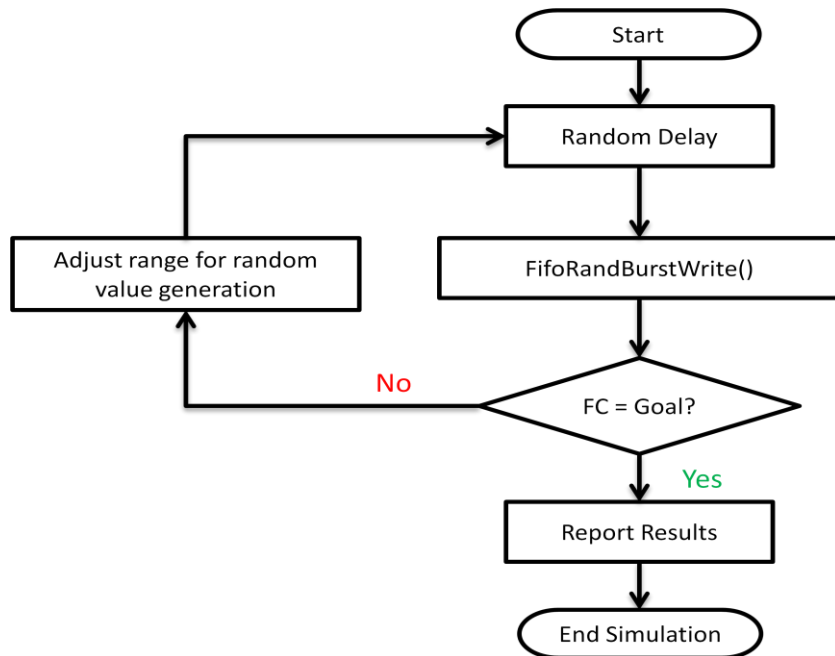 Start
Random Delay
Adjust range for random
value generation
FifoRandBurstWrite()
No
FC = Goal?
Yes
Report Results
End Simulation